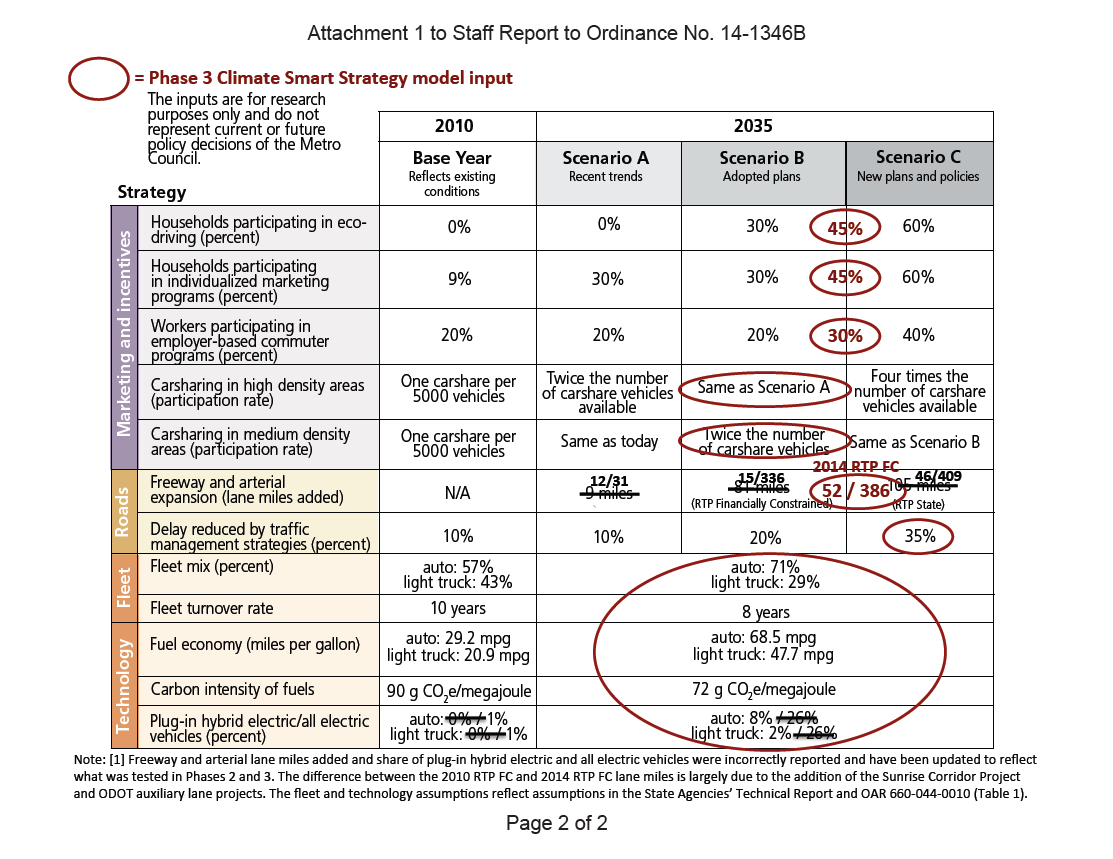 Attachment 1 to Staff Report to Ordinance No. 14-1346B
= Phase 3 Climate Smart Strategy model input
The inputs are for research
purposes only and do not
represent current or future
policy decisions of the Metro
Council.
2010
2035
Strategy
Base Year
Reflects existing
conditions
Scenario A
Recent trends
Scenario B
Adopted plans
Scenario C
New plans and policies
Marketing and incentives
Households participating in eco-
driving (percent)
0%
0%
30%
45%
60%
Households participating
in individualized marketing
programs (percent)
9%
30%
30%
45%
60%
Workers participating in
employer-based commuter
programs (percent)
20%
20%
20%
30%
40%
Carsharing in high density areas
(participation rate)
One carshare per
5000 vehicles
Twice the number
of carshare vehicles
available
Same as Scenario A
Four times the
number of carshare
vehicles available
Carsharing in medium density
areas (participation rate)
One carshare per
5000 vehicles
Same as today
Twice the number
of carshare vehicles
Same as Scenario B
Roads
Freeway and arterial
expansion (lane miles added)
N/A
12/31
9 miles
15/336
81 miles
(RTP Financially Constrained)
2014 RTP FC
52 / 386
46/409
105 miles
(RTP State)
Delay reduced by traffic
management strategies (percent)
10%
10%
20%
35%
Fleet
Fleet mix (percent)
auto: 57%
light truck: 43%
auto: 71%
light truck: 29%
Fleet turnover rate
10 years
8 years
Technology
Fuel economy (miles per gallon)
auto: 29.2 mpg
light truck: 20.9 mpg
auto: 68.5 mpg
light truck: 47.7 mpg
Carbon intensity of fuels
90 g CO2e/megajoule
72 g CO2e/megajoule
Plug-in hybrid electric/all electric
vehicles (percent)
auto: 0% / 1%
light truck: 0% / 1%
auto: 8% / 26%
light truck: 2% / 26%
Note: [1] Freeway and arterial lane miles added and share of plug-in hybrid electric and all electric vehicles were incorrectly reported and have been updated to reflect
what was tested in Phases 2 and 3. The difference between the 2010 RTP FC and 2014 RTP FC lane miles is largely due to the addition of the Sunrise Corridor Project
and ODOT auxiliary lane projects. The fleet and technology assumptions reflect assumptions in the State Agencies' Technical Report and OAR 660-044-0010 (Table 1).
Page 2 of 2